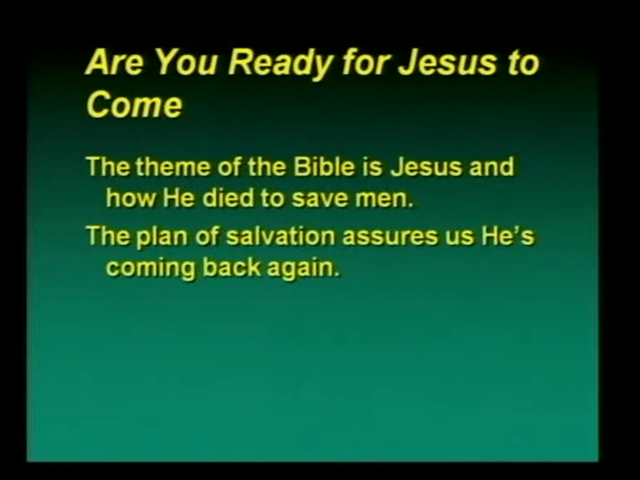 Are You Ready for Jesus to
Come
The theme of the Bible is Jesus and
how He died to save men.
The plan of salvation assures us He's
coming back again.